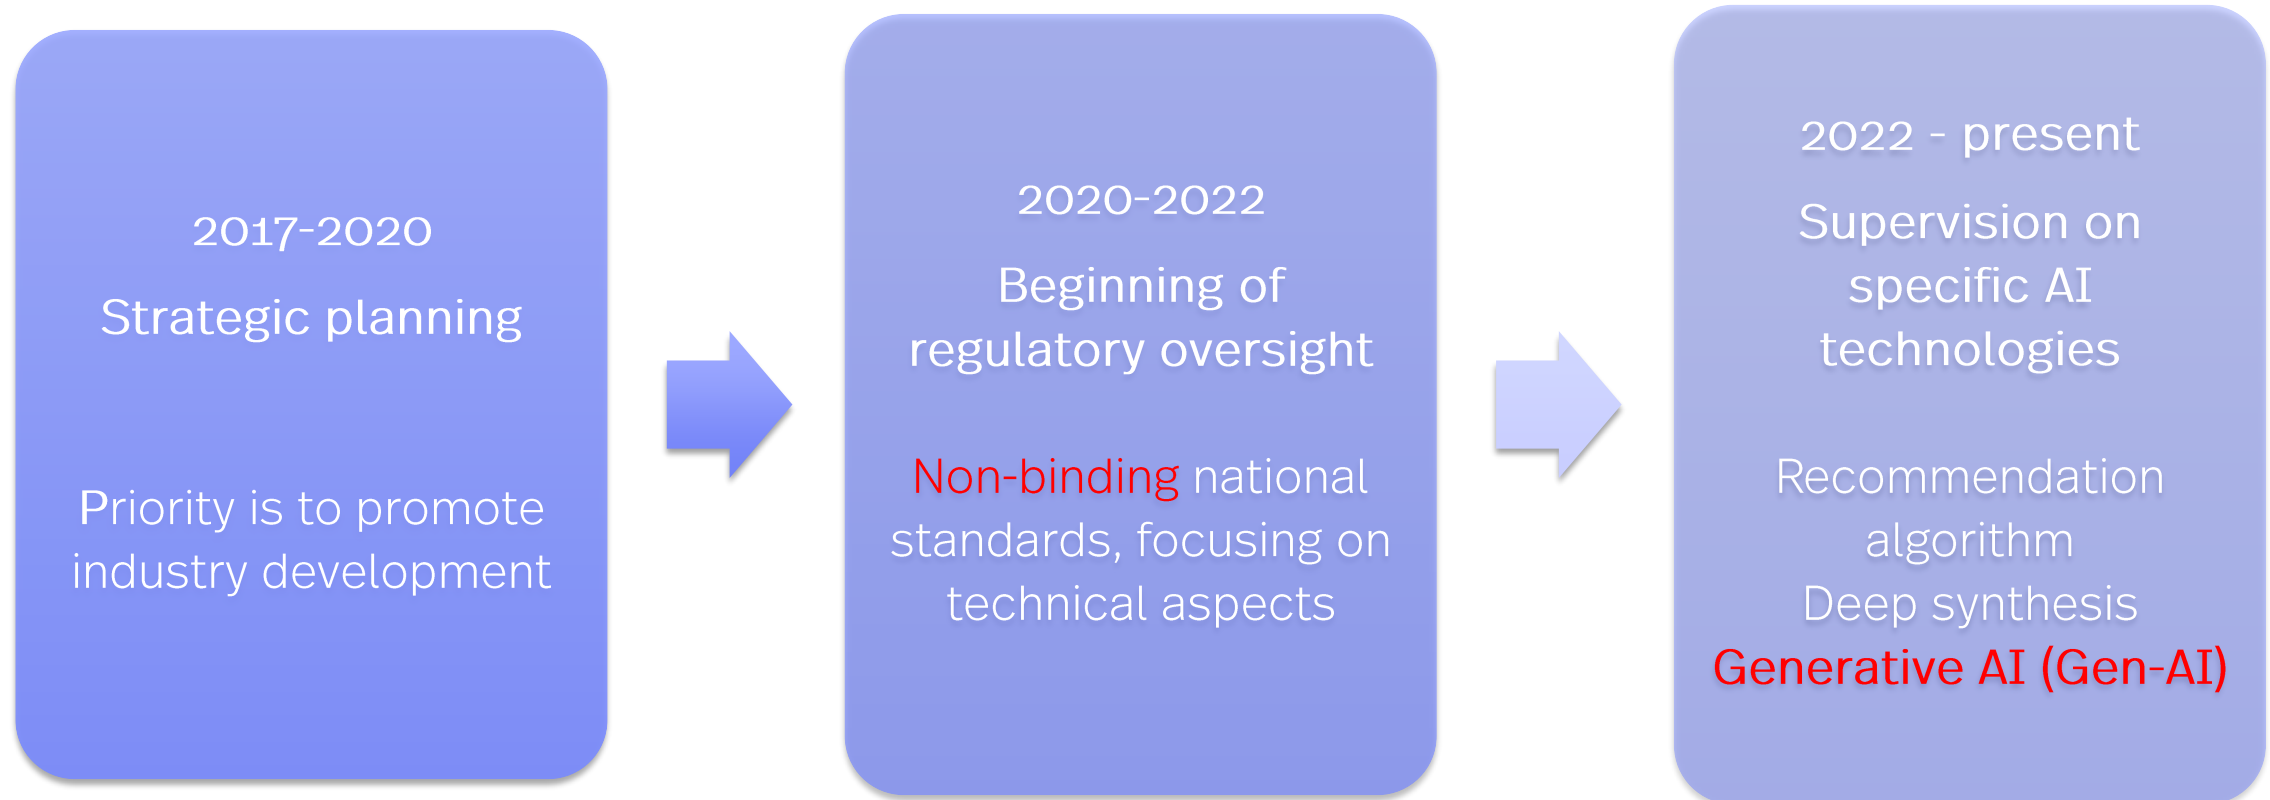 2017-2020
Strategic planning
Priority is to promote
industry development
2020-2022
Beginning of
regulatory oversight
Non-binding national
standards, focusing on
technical aspects
2022 - present
Supervision on
specific AI
technologies
Recommendation
algorithm
Deep synthesis
Generative AI (Gen-AI)